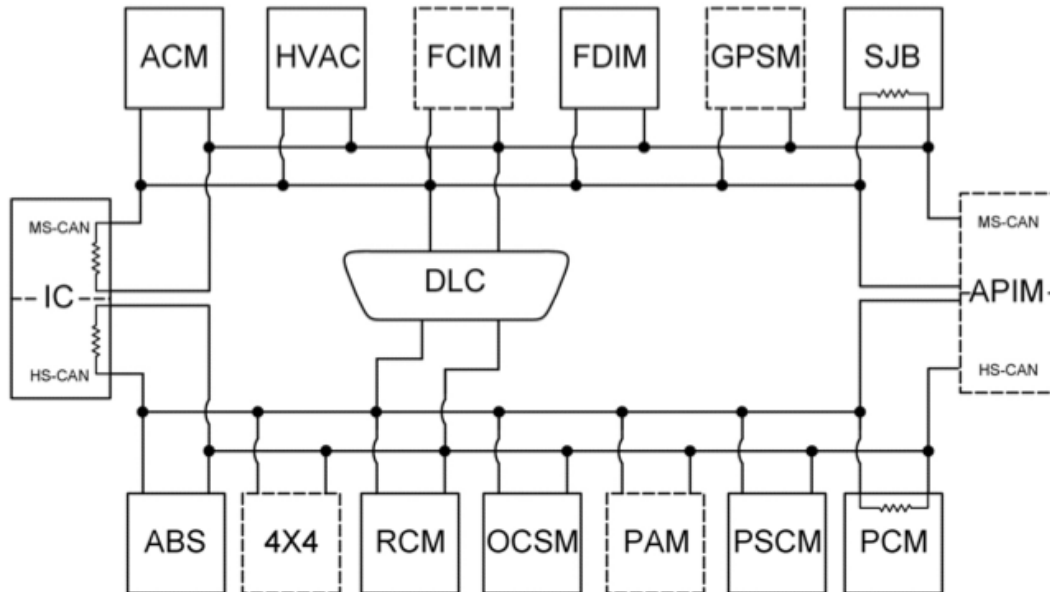 ACM
HVAC
FCIM
FDIM
GPSM
SJB
MS-CAN
IC
HS-CAN
DLC
MS-CAN
APIM
HS-CAN
ABS
4X4
RCM
OCSM
PAM
PSCM
PCM